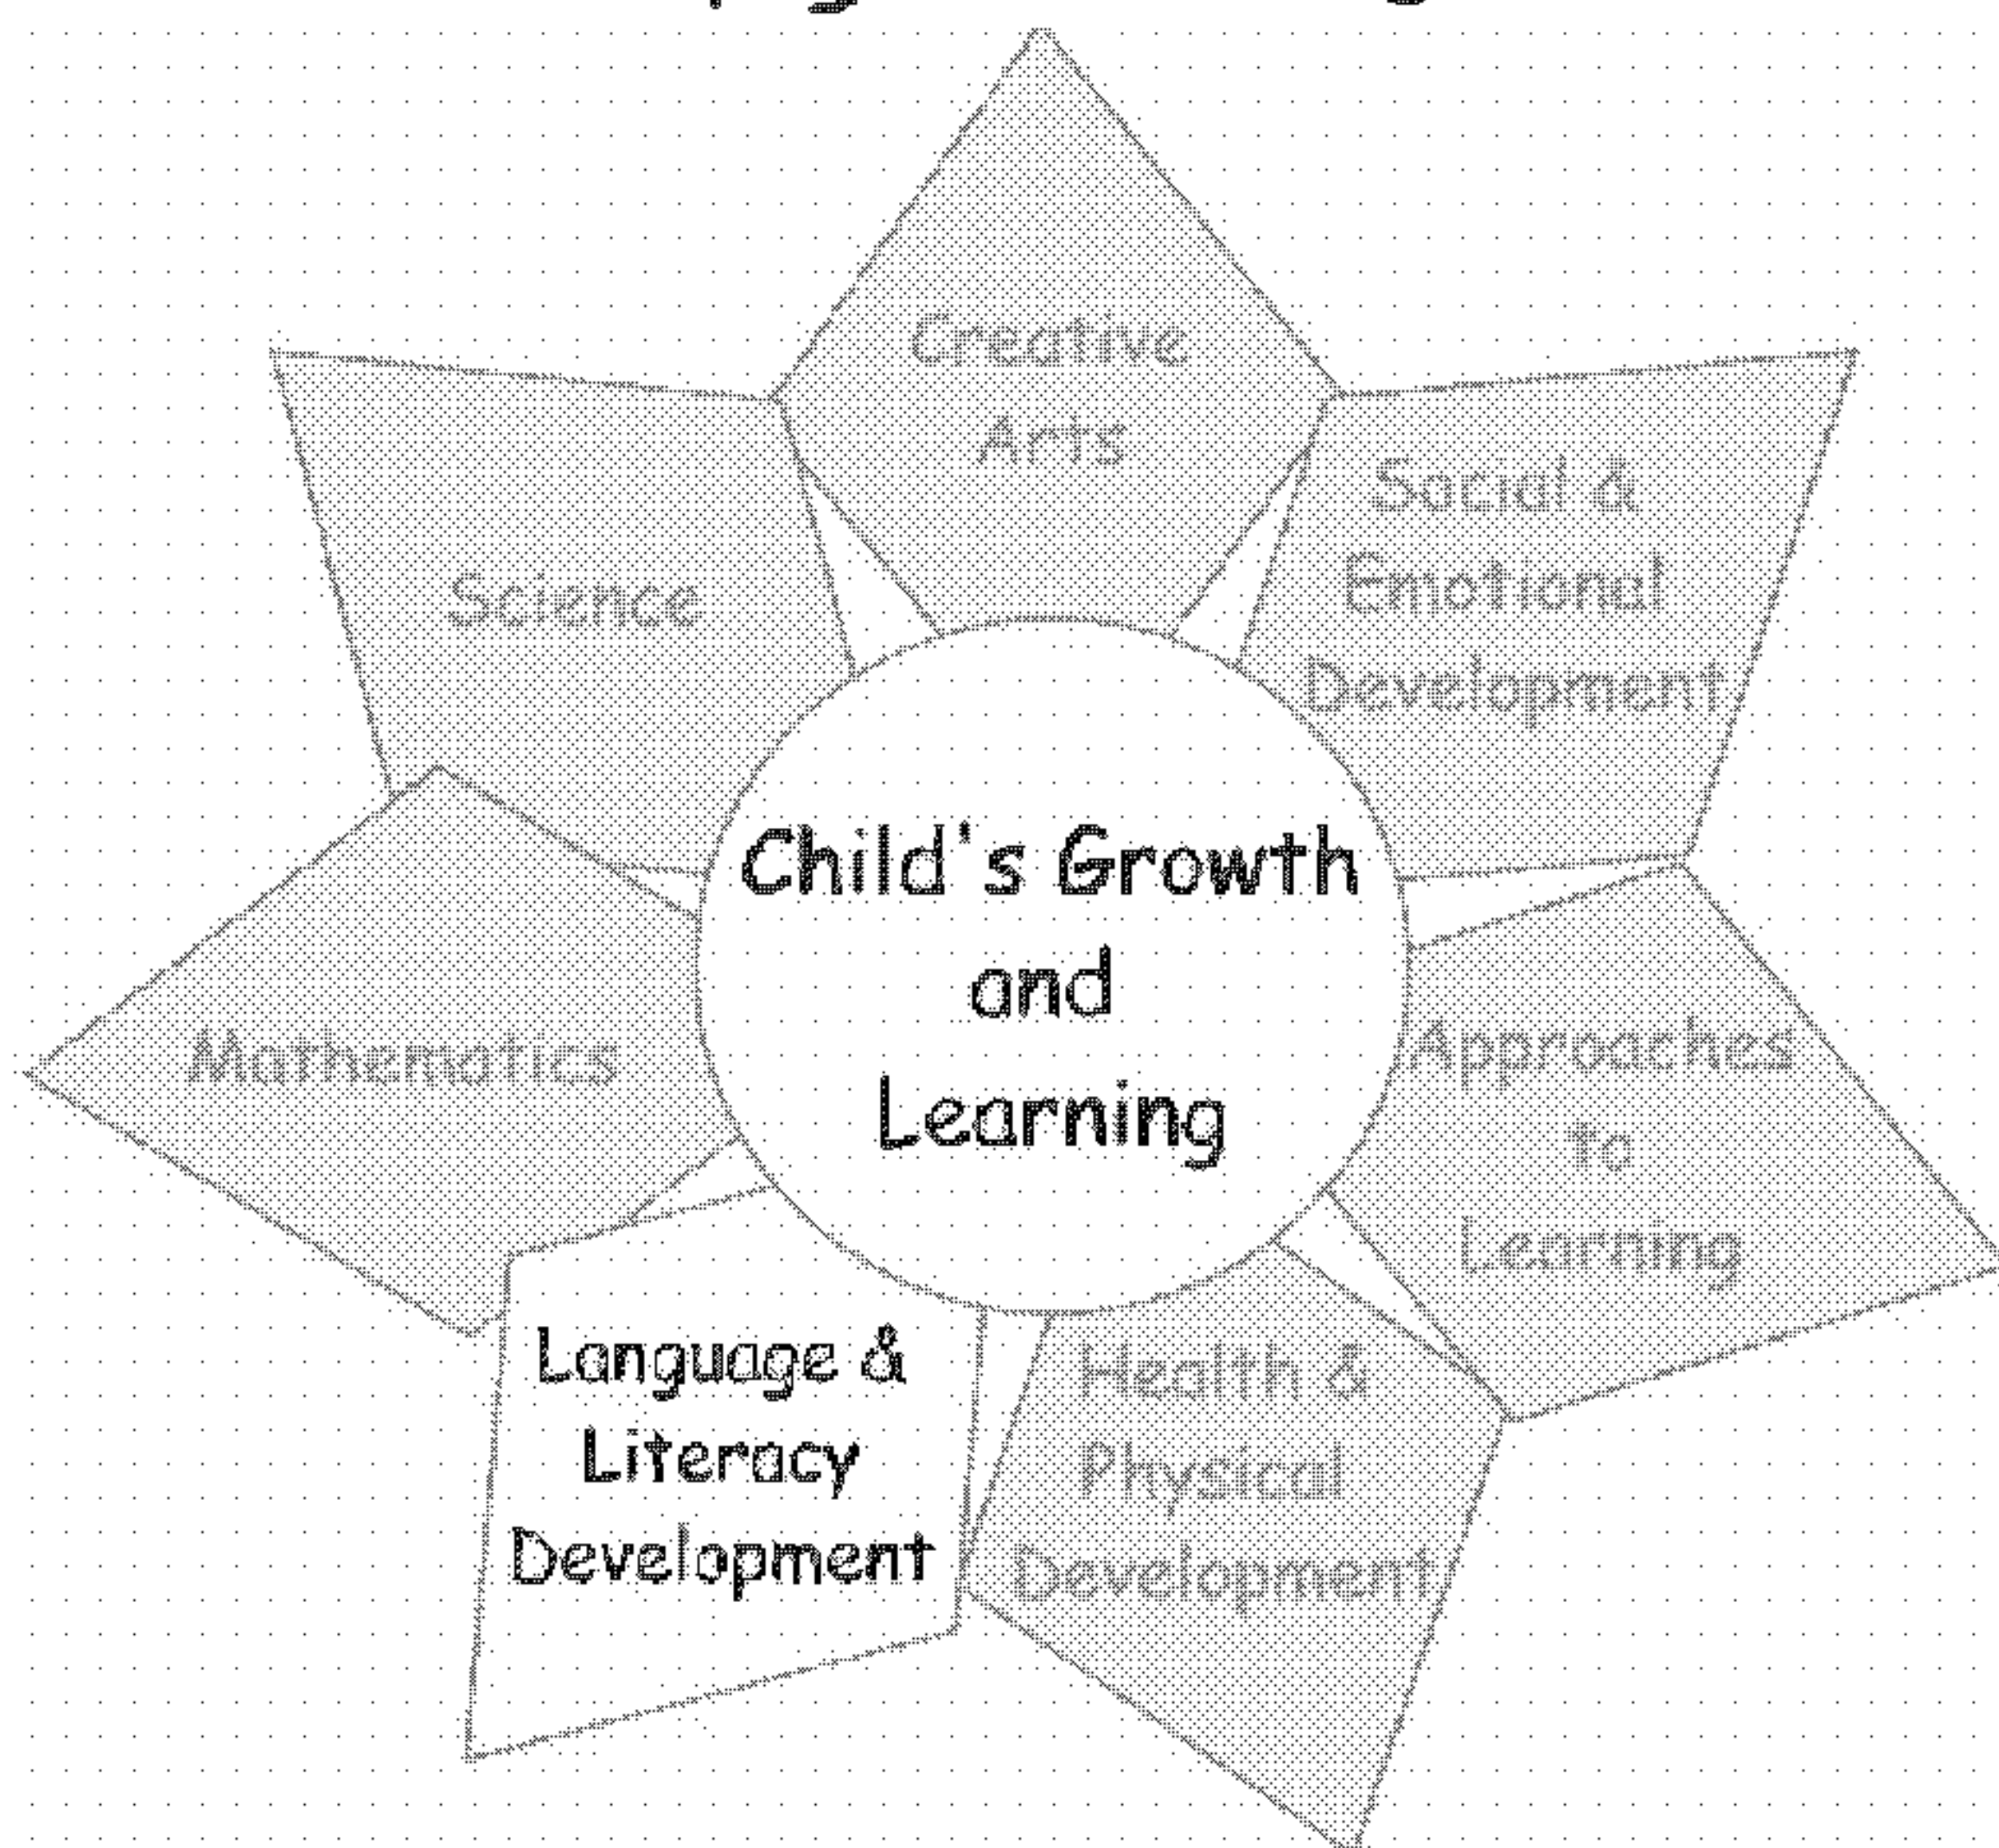 Creative
Arts
Social &
Emotional
Development
Science
Child's Growth
and
Learning
Mathematics
Approaches
to
Learning
Language &
Literacy
Development
Health &
Physical
Development